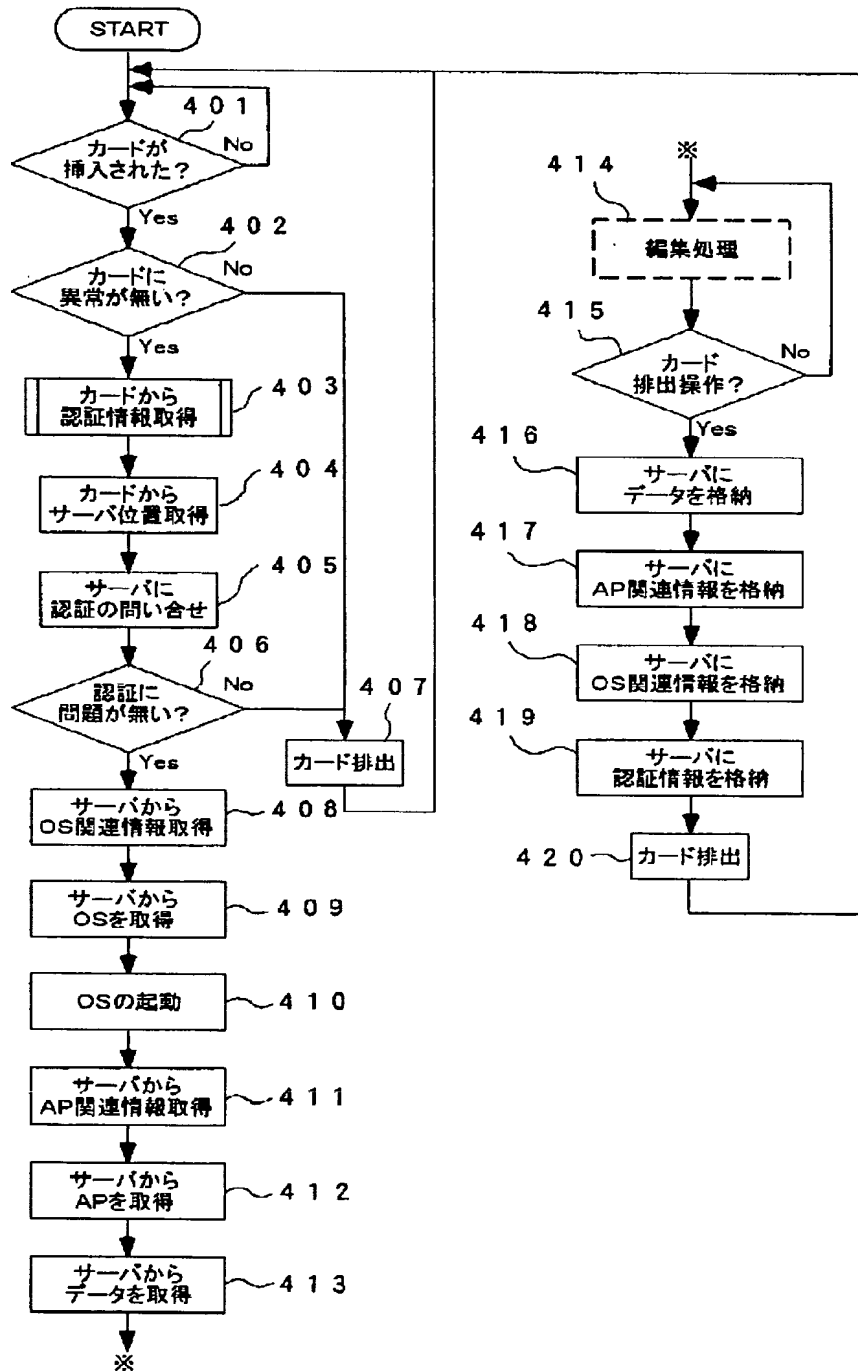 START
４０１
カードが
挿入された？
No
Yes
４０２
カードに
異常が無い？
No
Yes
カードから
認証情報取得
４０３
カードから
サーバ位置取得
４０４
サーバに
認証の問い合せ
４０５
４０６
認証に
問題が無い？
No
Yes
４０７
カード排出
サーバから
OS関連情報取得
４０８
サーバから
OSを取得
４０９
OSの起動
４１０
サーバから
AP関連情報取得
４１１
サーバから
APを取得
４１２
サーバから
データを取得
４１３
※
※
４１４
編集処理
４１５
カード
排出操作？
No
Yes
４１６
サーバに
データを格納
４１７
サーバに
AP関連情報を格納
４１８
サーバに
OS関連情報を格納
４１９
サーバに
認証情報を格納
４２０
カード排出